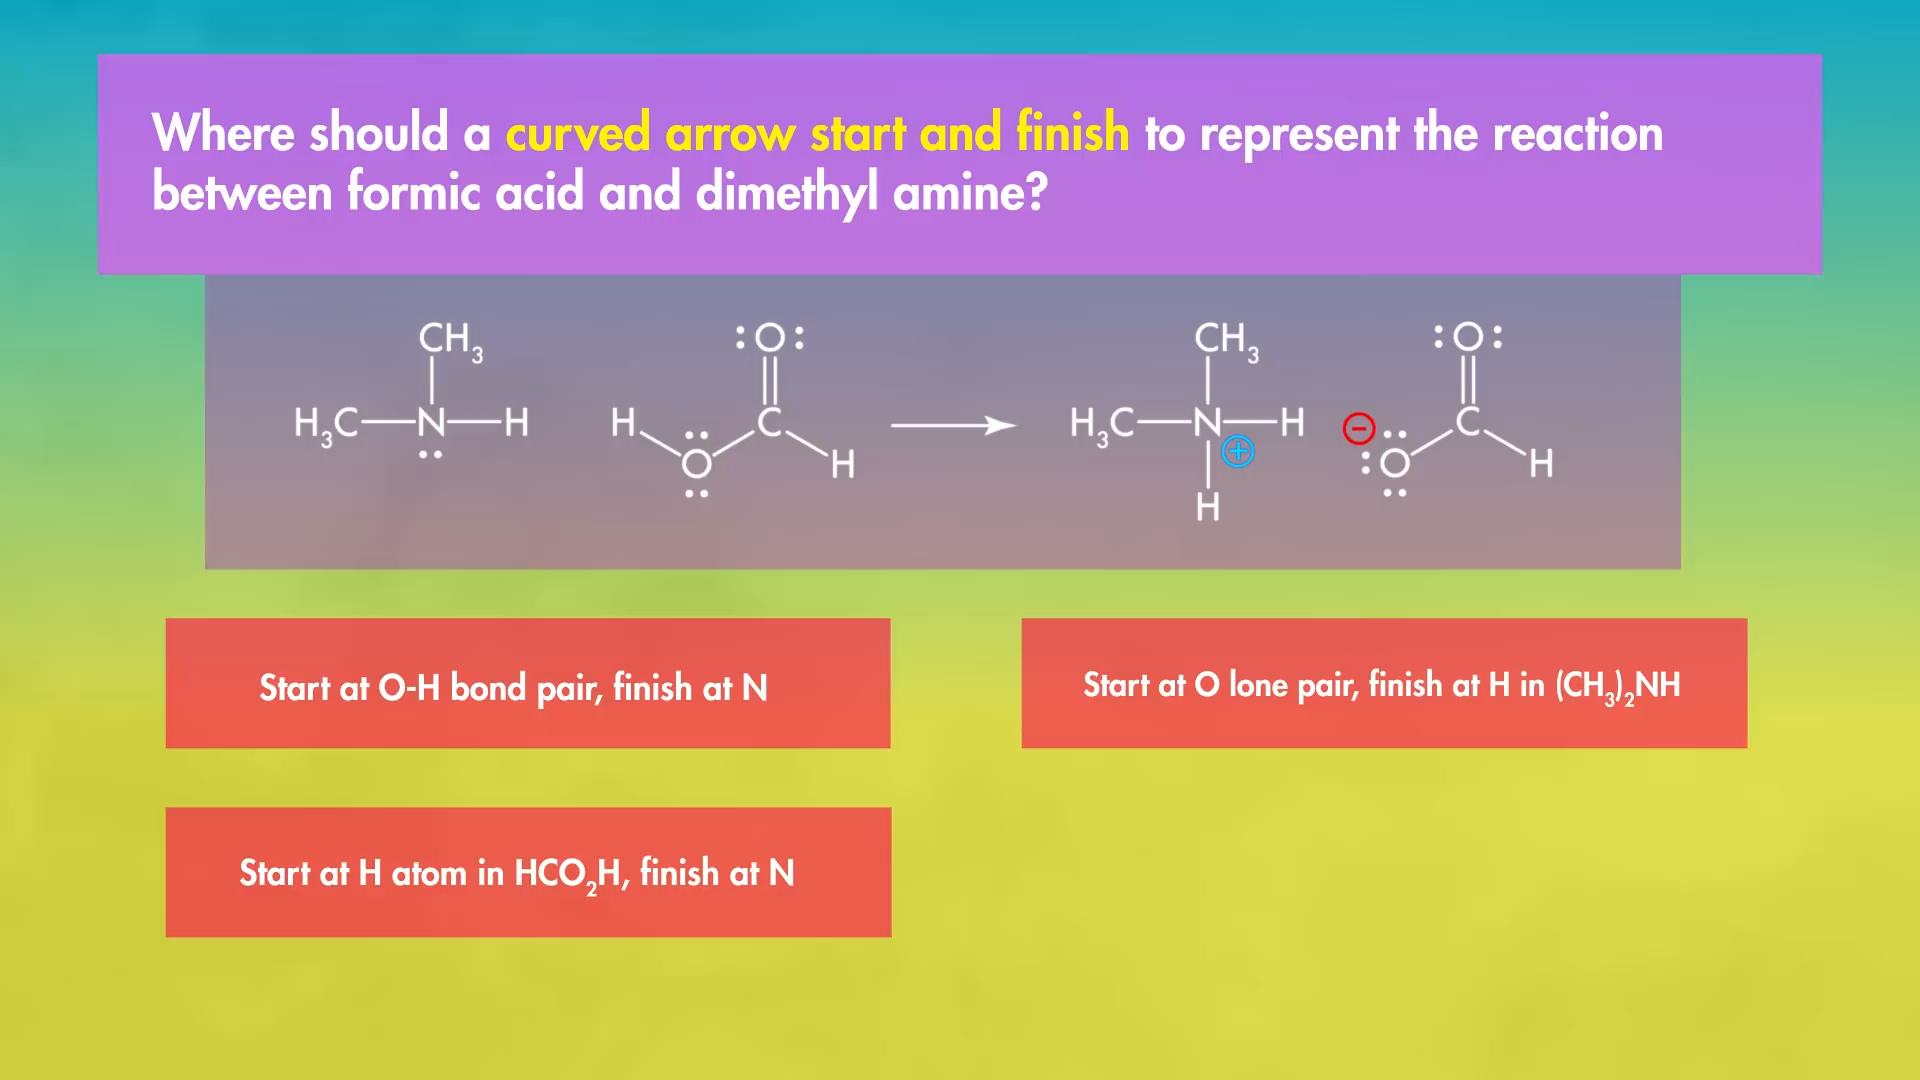 Where should a curved arrow start and finish to represent the reaction
between formic acid and dimethyl amine?
CH3 :O: CH3 :O:
H3C—N—H H C H3C—N—H ⊖ C
O H ⊕ :O H
H
Start at O-H bond pair, finish at N
Start at O lone pair, finish at H in (CH3)2NH
Start at H atom in HCO2H, finish at N